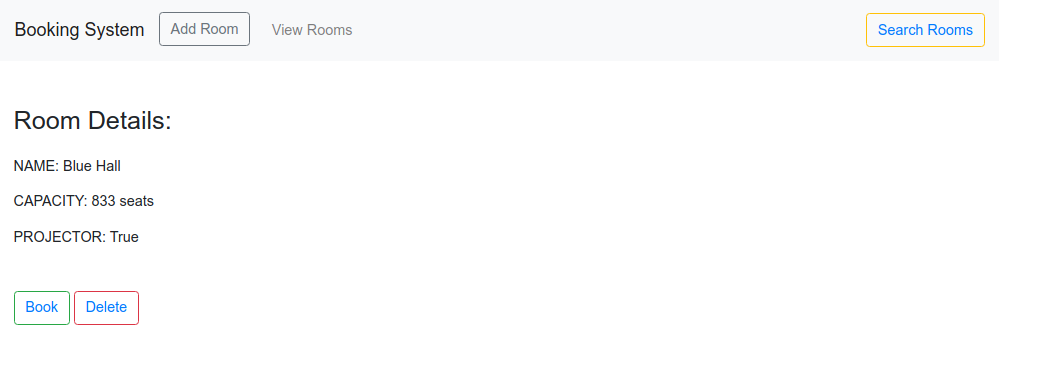 Booking System Add Room View Rooms Search Rooms
Room Details:
NAME: Blue Hall
CAPACITY: 833 seats
PROJECTOR: True
Book Delete